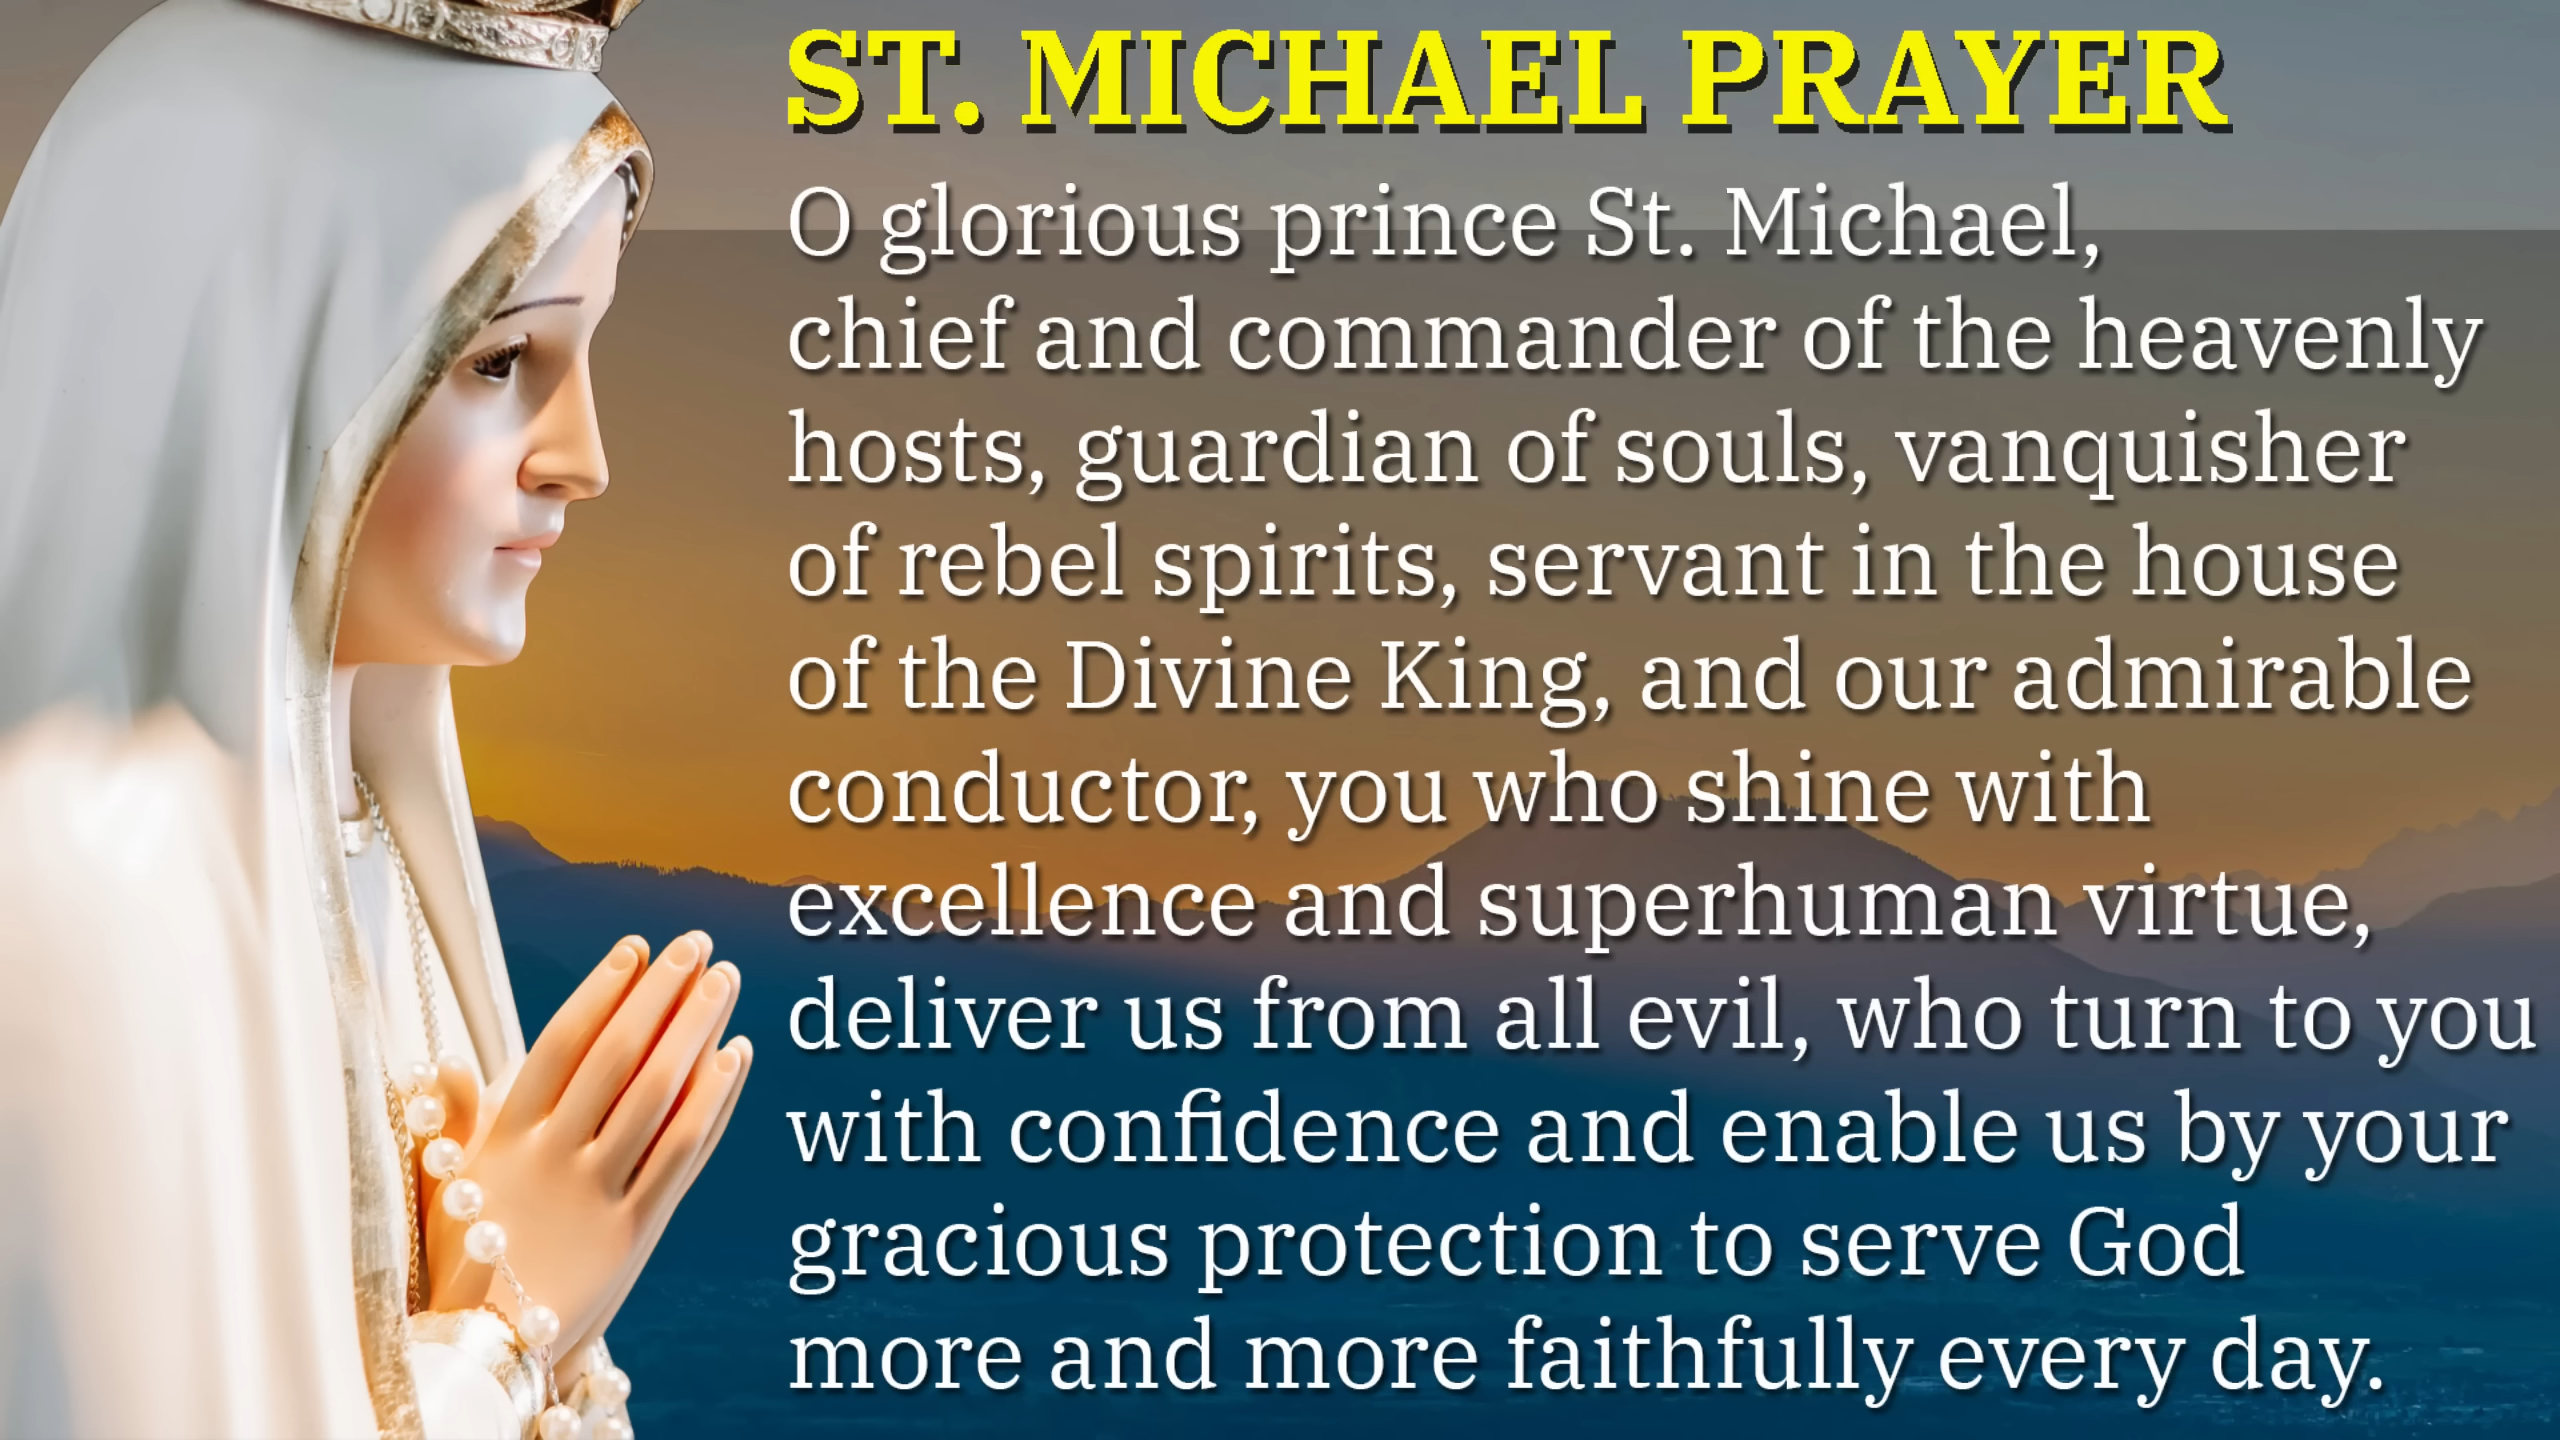 ST. MICHAEL PRAYER
O glorious prince St. Michael,
chief and commander of the heavenly
hosts, guardian of souls, vanquisher
of rebel spirits, servant in the house
of the Divine King, and our admirable
conductor, you who shine with
excellence and superhuman virtue,
deliver us from all evil, who turn to you
with confidence and enable us by your
gracious protection to serve God
more and more faithfully every day.